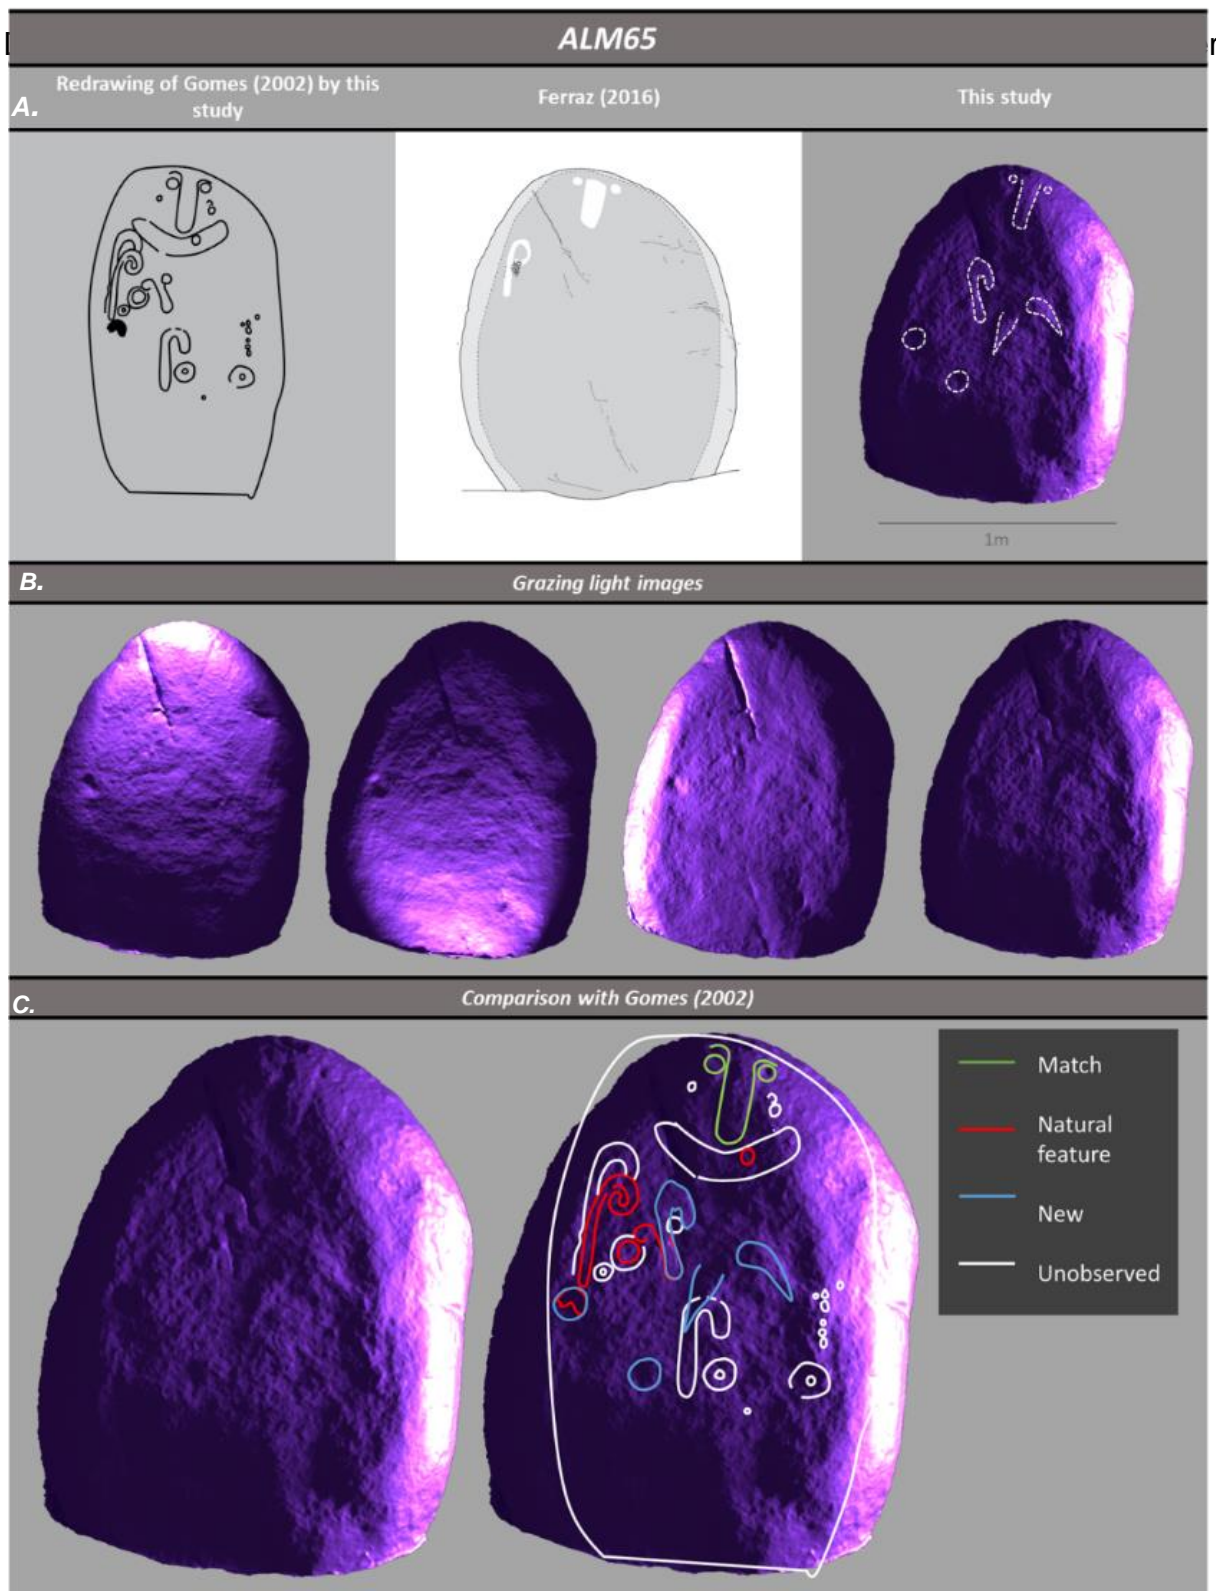 ALM65
Redrawing of Gomes (2002) by this
study
Ferraz (2016)
This study
A.
1m
B.
Grazing light images
C.
Comparison with Gomes (2002)
Match
Natural
feature
New
Unobserved